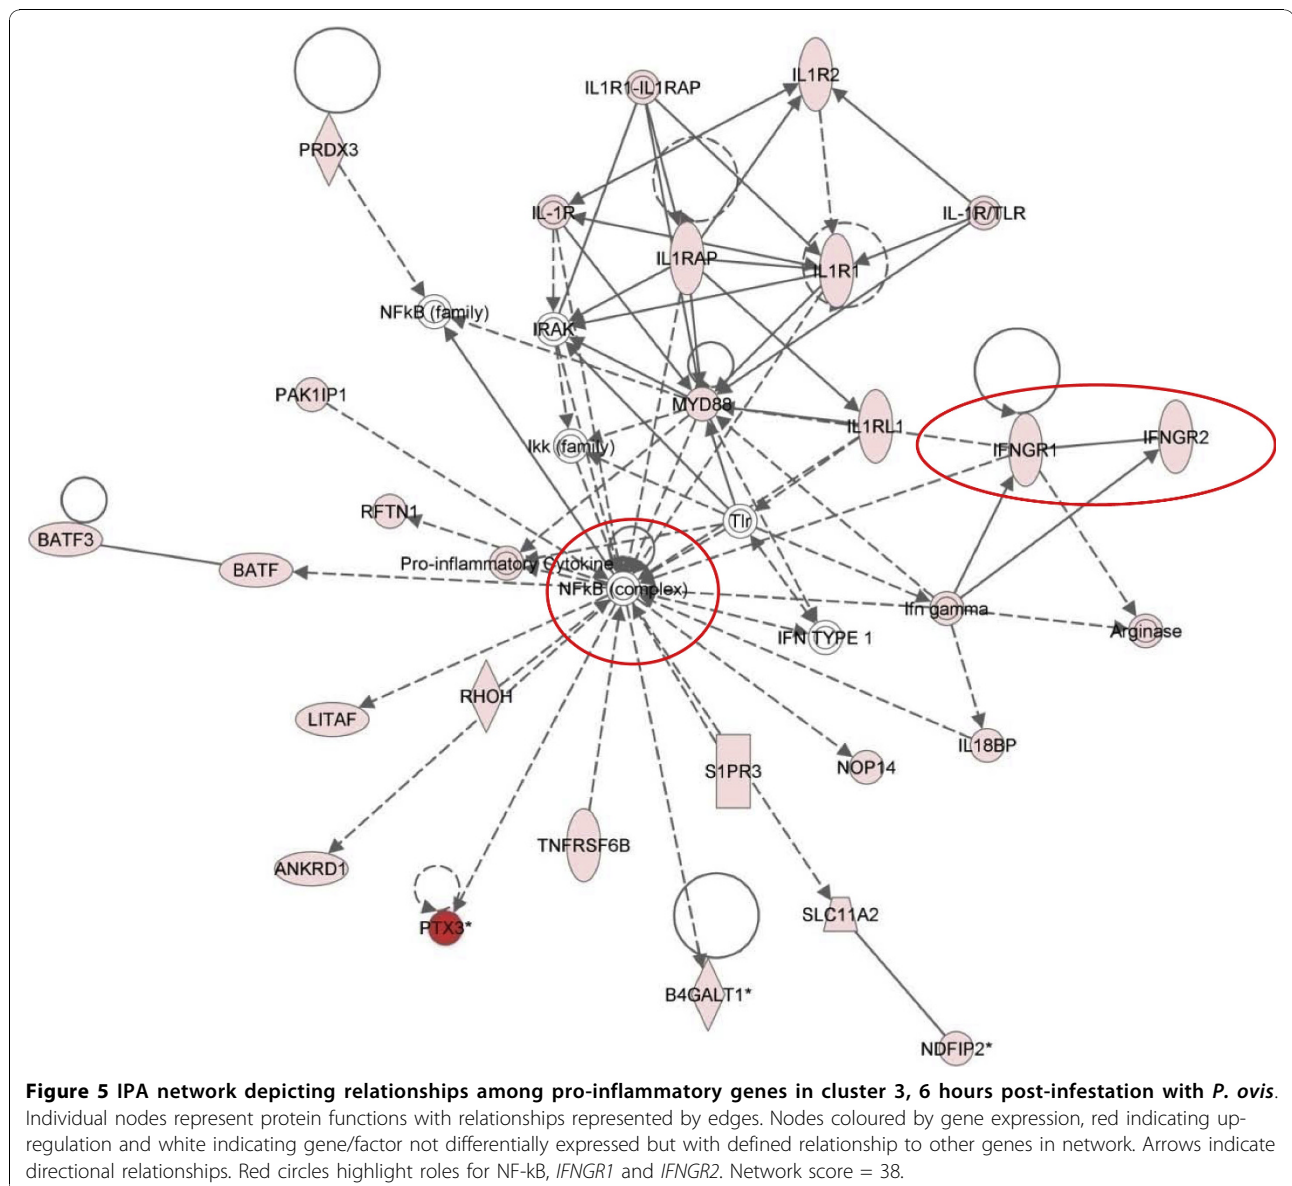 IL1R2
IL1R1-IL1RAP
PRDX3
IL-1R
IL-1R/TLR
IL1RAP
IL1R1
NFkB (family)
IRAK
PAK1IP1
MYD88
IL1RL1
IFNGR2
Ikk (family)
IFNGR1
RFTN1
Tlr
BATF3
Pro-inflammatory Cytokine
BATF
NFkB (complex)
Ifn gamma
IFN TYPE 1
Arginase
RHOH
LITAF
IL18BP
S1PR3
NOP14
TNFRSF6B
ANKRD1
SLC11A2
PTX3*
B4GALT1*
NDFIP2*
Figure 5 IPA network depicting relationships among pro-inflammatory genes in cluster 3, 6 hours post-infestation with P. ovis.
Individual nodes represent protein functions with relationships represented by edges. Nodes coloured by gene expression, red indicating up-
regulation and white indicating gene/factor not differentially expressed but with defined relationship to other genes in network. Arrows indicate
directional relationships. Red circles highlight roles for NF-kB, IFNGR1 and IFNGR2. Network score = 38.